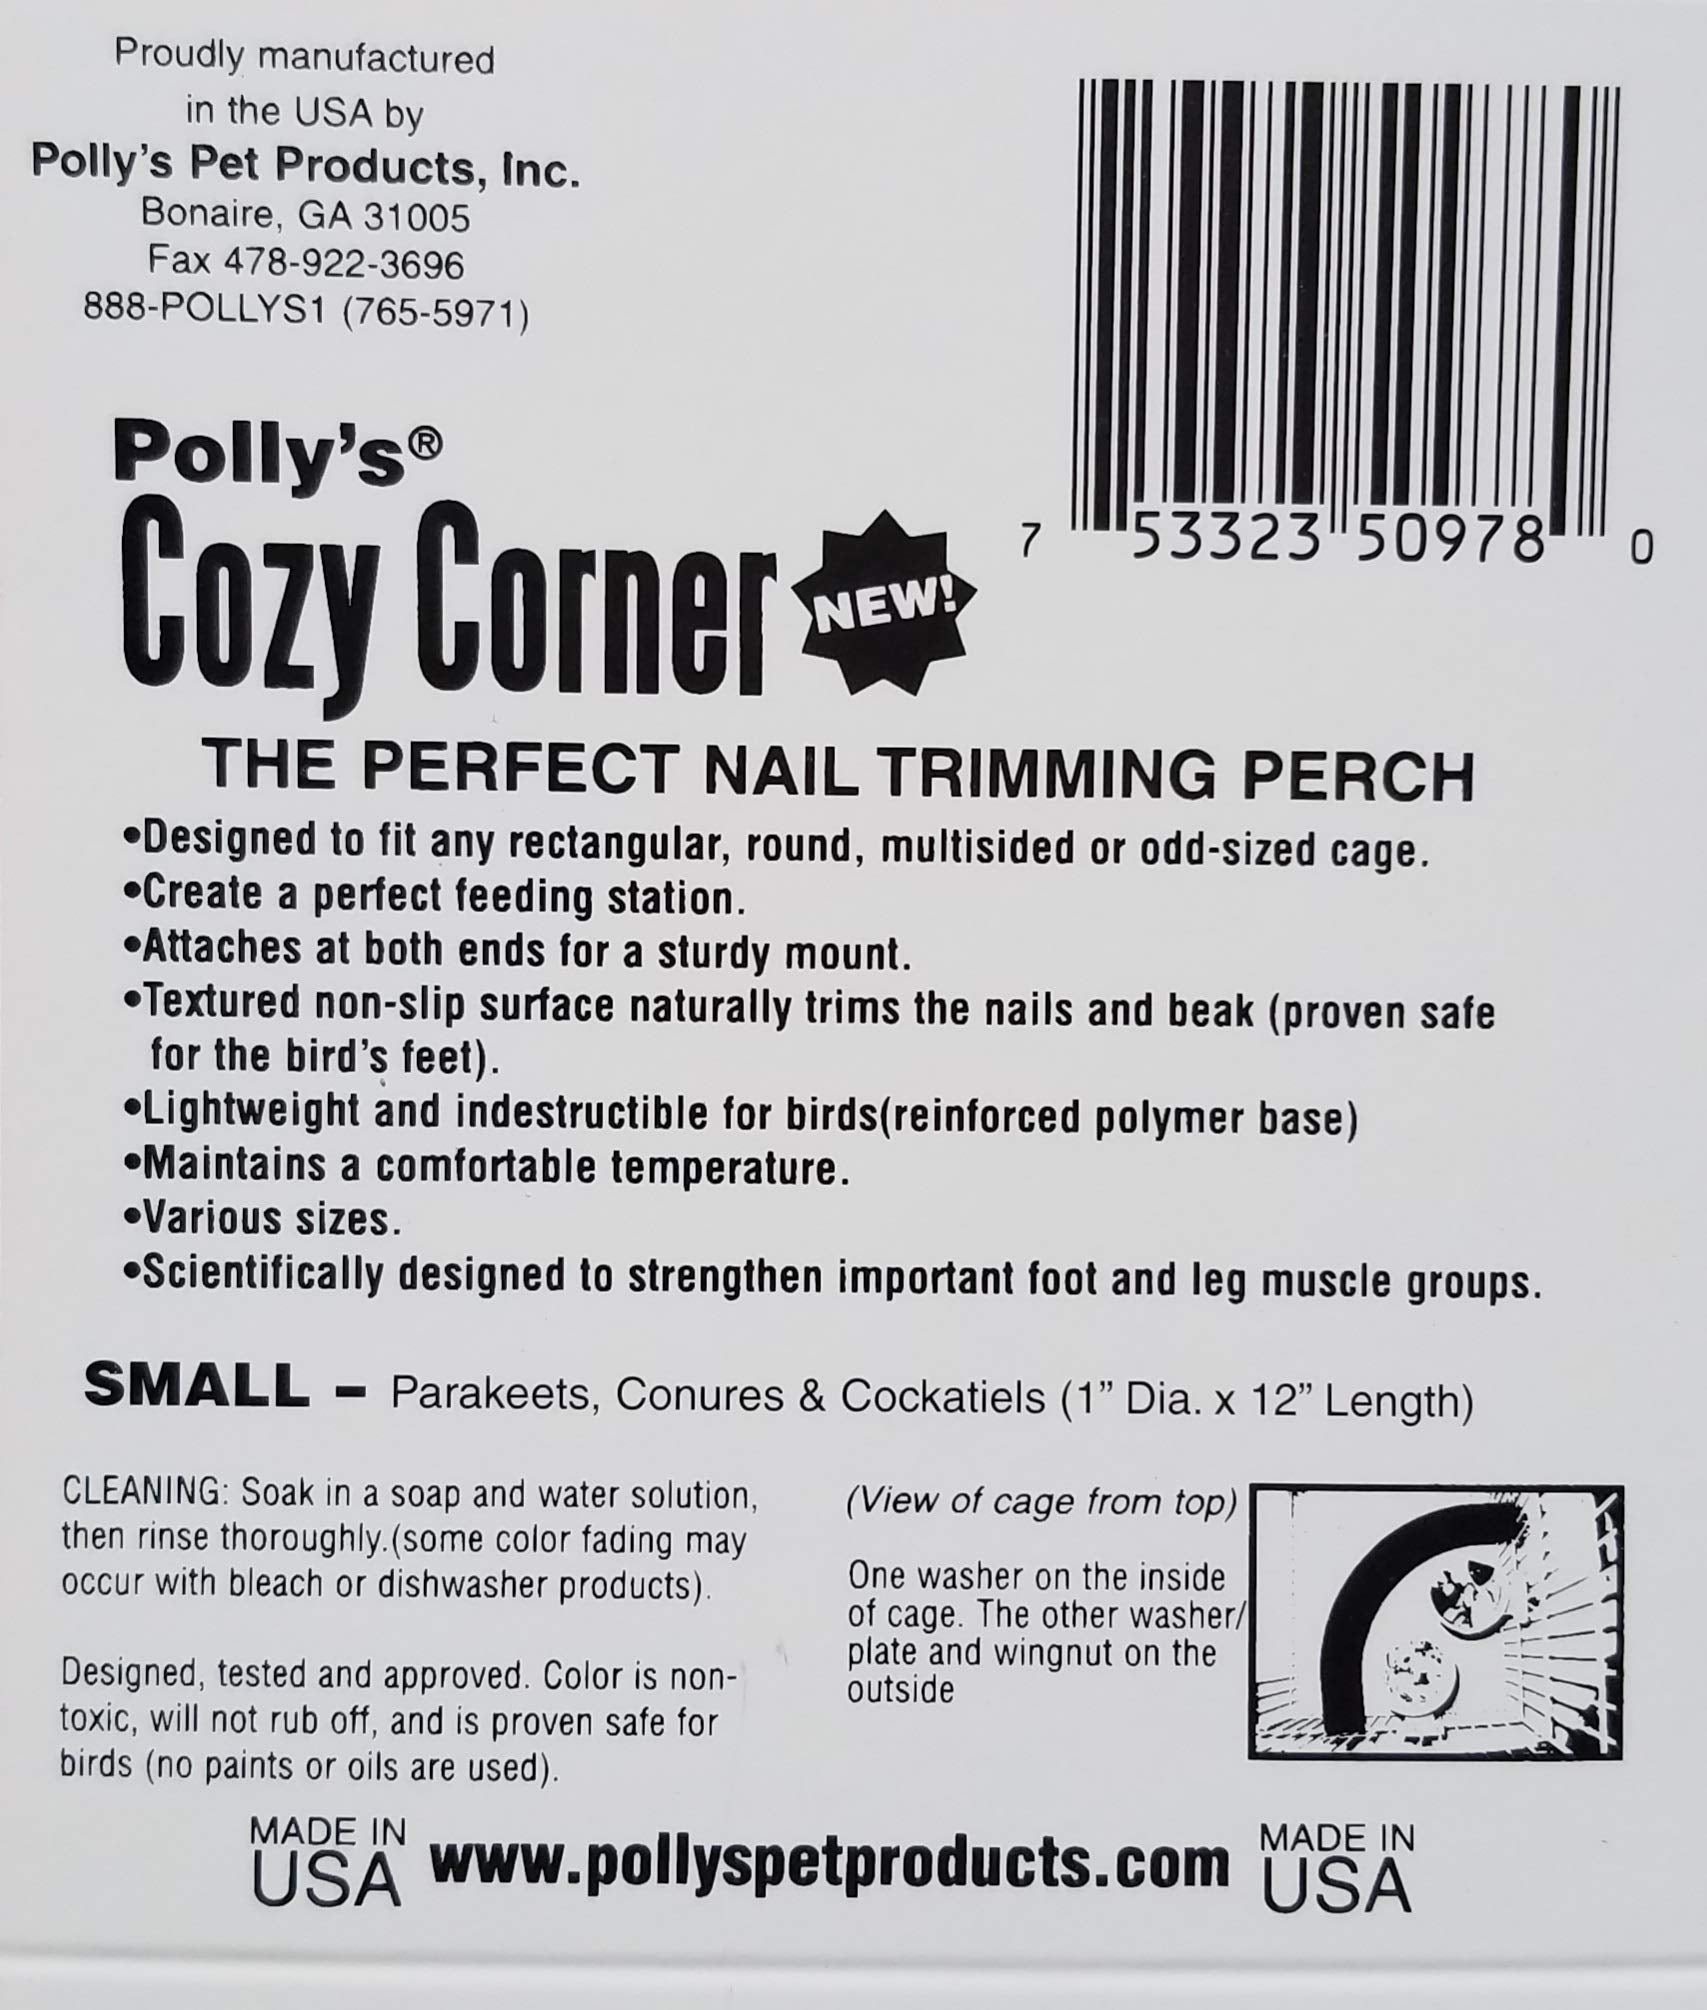 Proudly manufactured
in the USA by
Polly's Pet Products, Inc.
Bonaire, GA 31005
Fax 478-922-3696
888-POLLYS1 (765-5971)
7 53323 50978 0
Polly's®
Cozy Corner
NEW!
THE PERFECT NAIL TRIMMING PERCH
•Designed to fit any rectangular, round, multisided or odd-sized cage.
•Create a perfect feeding station.
•Attaches at both ends for a sturdy mount.
•Textured non-slip surface naturally trims the nails and beak (proven safe
for the bird's feet).
•Lightweight and indestructible for birds(reinforced polymer base)
•Maintains a comfortable temperature.
•Various sizes.
•Scientifically designed to strengthen important foot and leg muscle groups.
SMALL – Parakeets, Conures & Cockatiels (1" Dia. x 12" Length)
CLEANING: Soak in a soap and water solution,
then rinse thoroughly.(some color fading may
occur with bleach or dishwasher products).
Designed, tested and approved. Color is non-
toxic, will not rub off, and is proven safe for
birds (no paints or oils are used).
(View of cage from top)
One washer on the inside
of cage. The other washer/
plate and wingnut on the
outside
MADE IN
USA
www.pollyspetproducts.com
MADE IN
USA